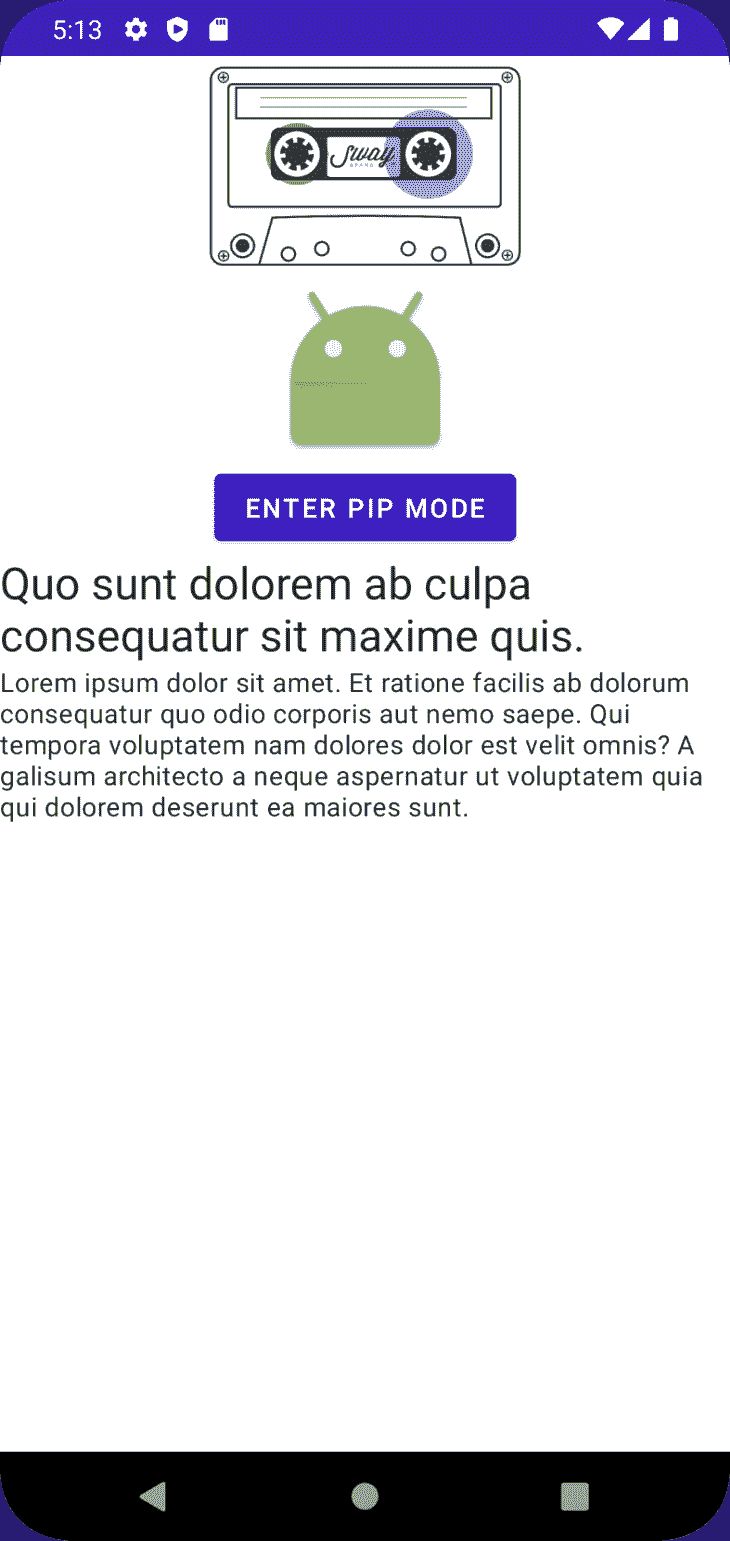 5:13
Sway
BRAND
ENTER PIP MODE
Quo sunt dolorem ab culpa
consequatur sit maxime quis.
Lorem ipsum dolor sit amet. Et ratione facilis ab dolorum
consequatur quo odio corporis aut nemo saepe. Qui
tempora voluptatem nam dolores dolor est velit omnis? A
galisum architecto a neque aspernatur ut voluptatem quia
qui dolorem deserunt ea maiores sunt.